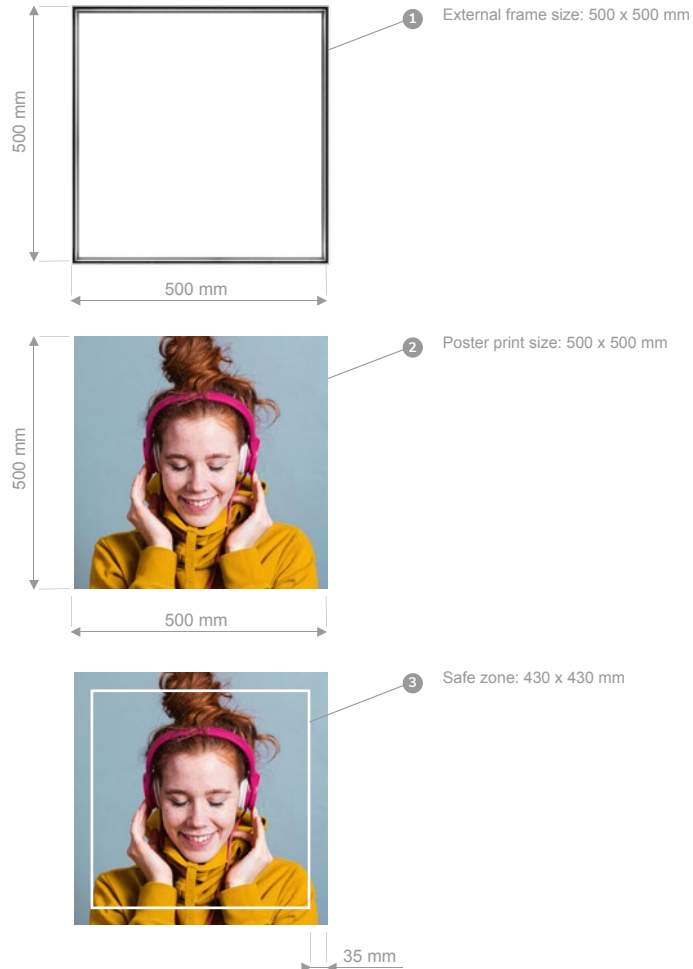 1 External frame size: 500 x 500 mm
500 mm
500 mm
2 Poster print size: 500 x 500 mm
500 mm
500 mm
3 Safe zone: 430 x 430 mm
35 mm